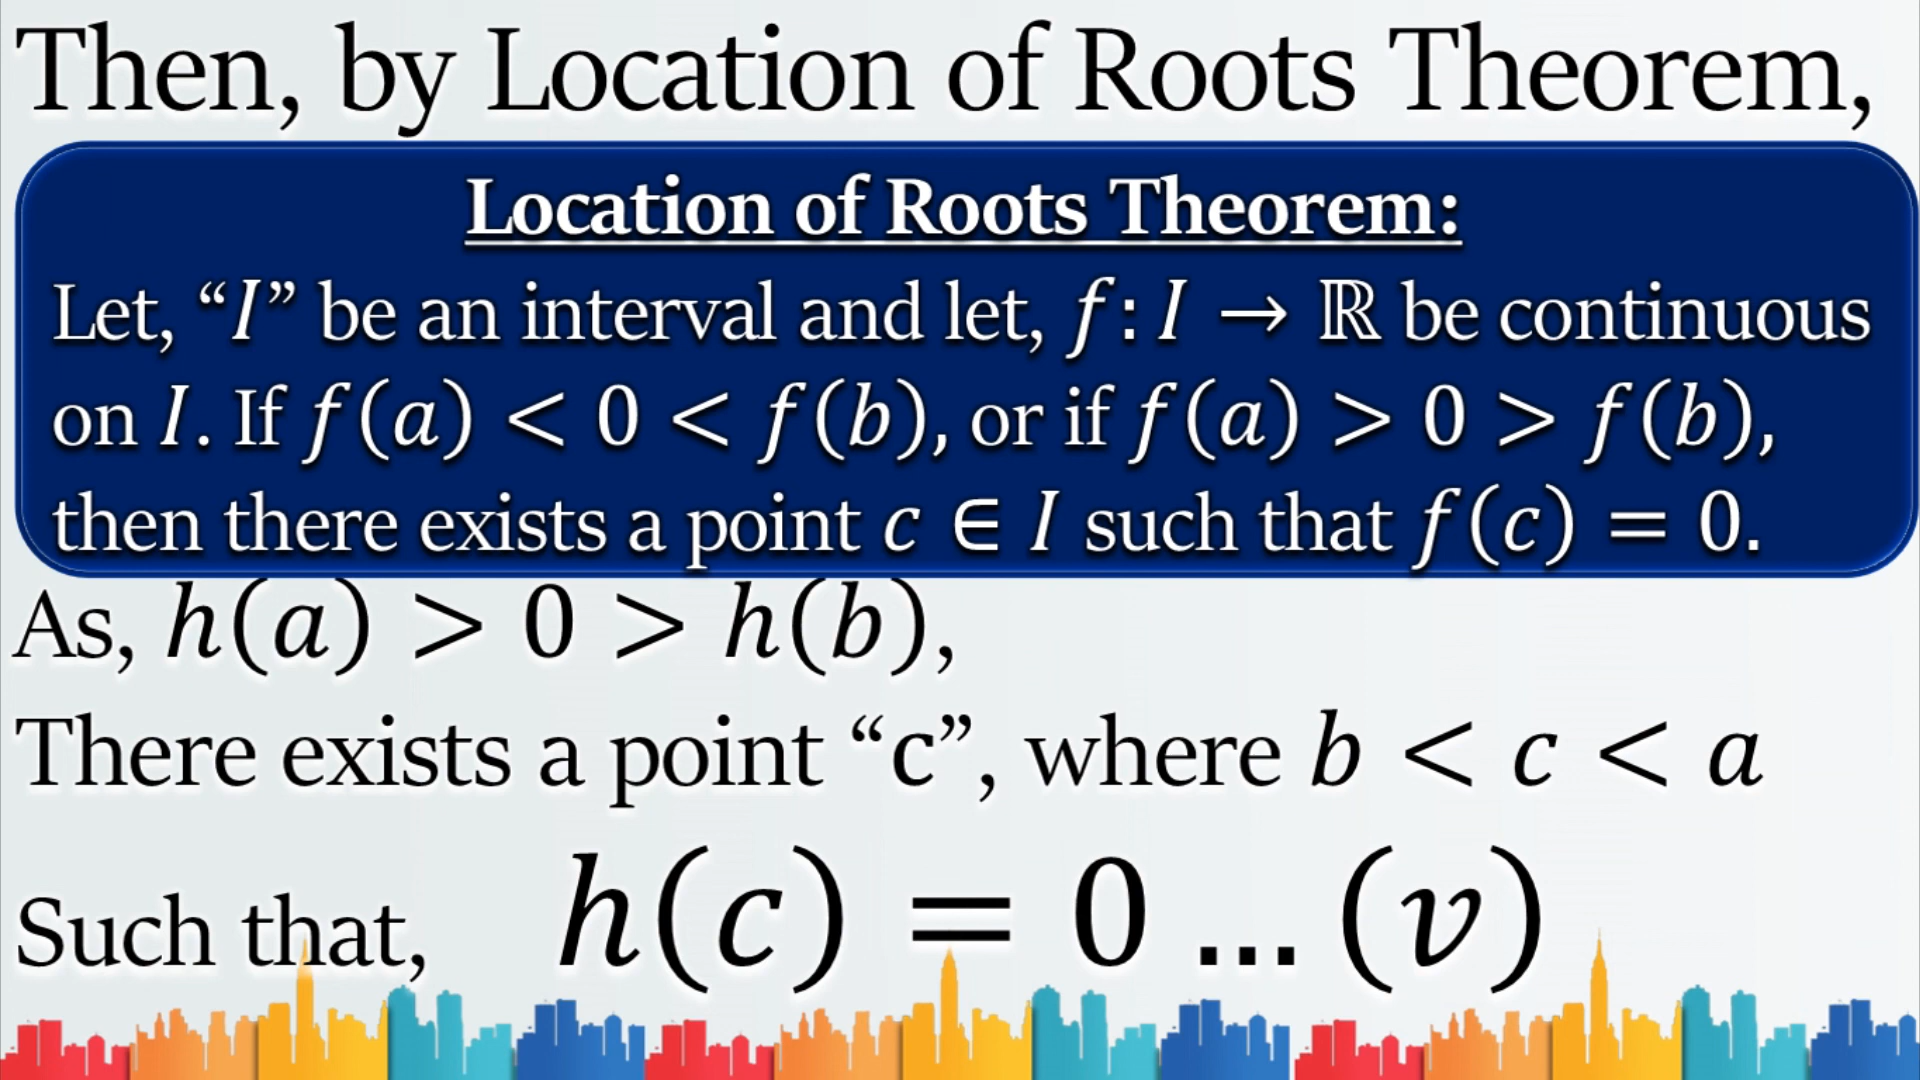 Then, by Location of Roots Theorem,
Location of Roots Theorem:
Let, “I” be an interval and let, f : I → ℝ be continuous
on I. If f(a) < 0 < f(b), or if f(a) > 0 > f(b),
then there exists a point c ∈ I such that f(c) = 0.
As, h(a) > 0 > h(b),
There exists a point “c”, where b < c < a
Such that, h(c) = 0 … (v)